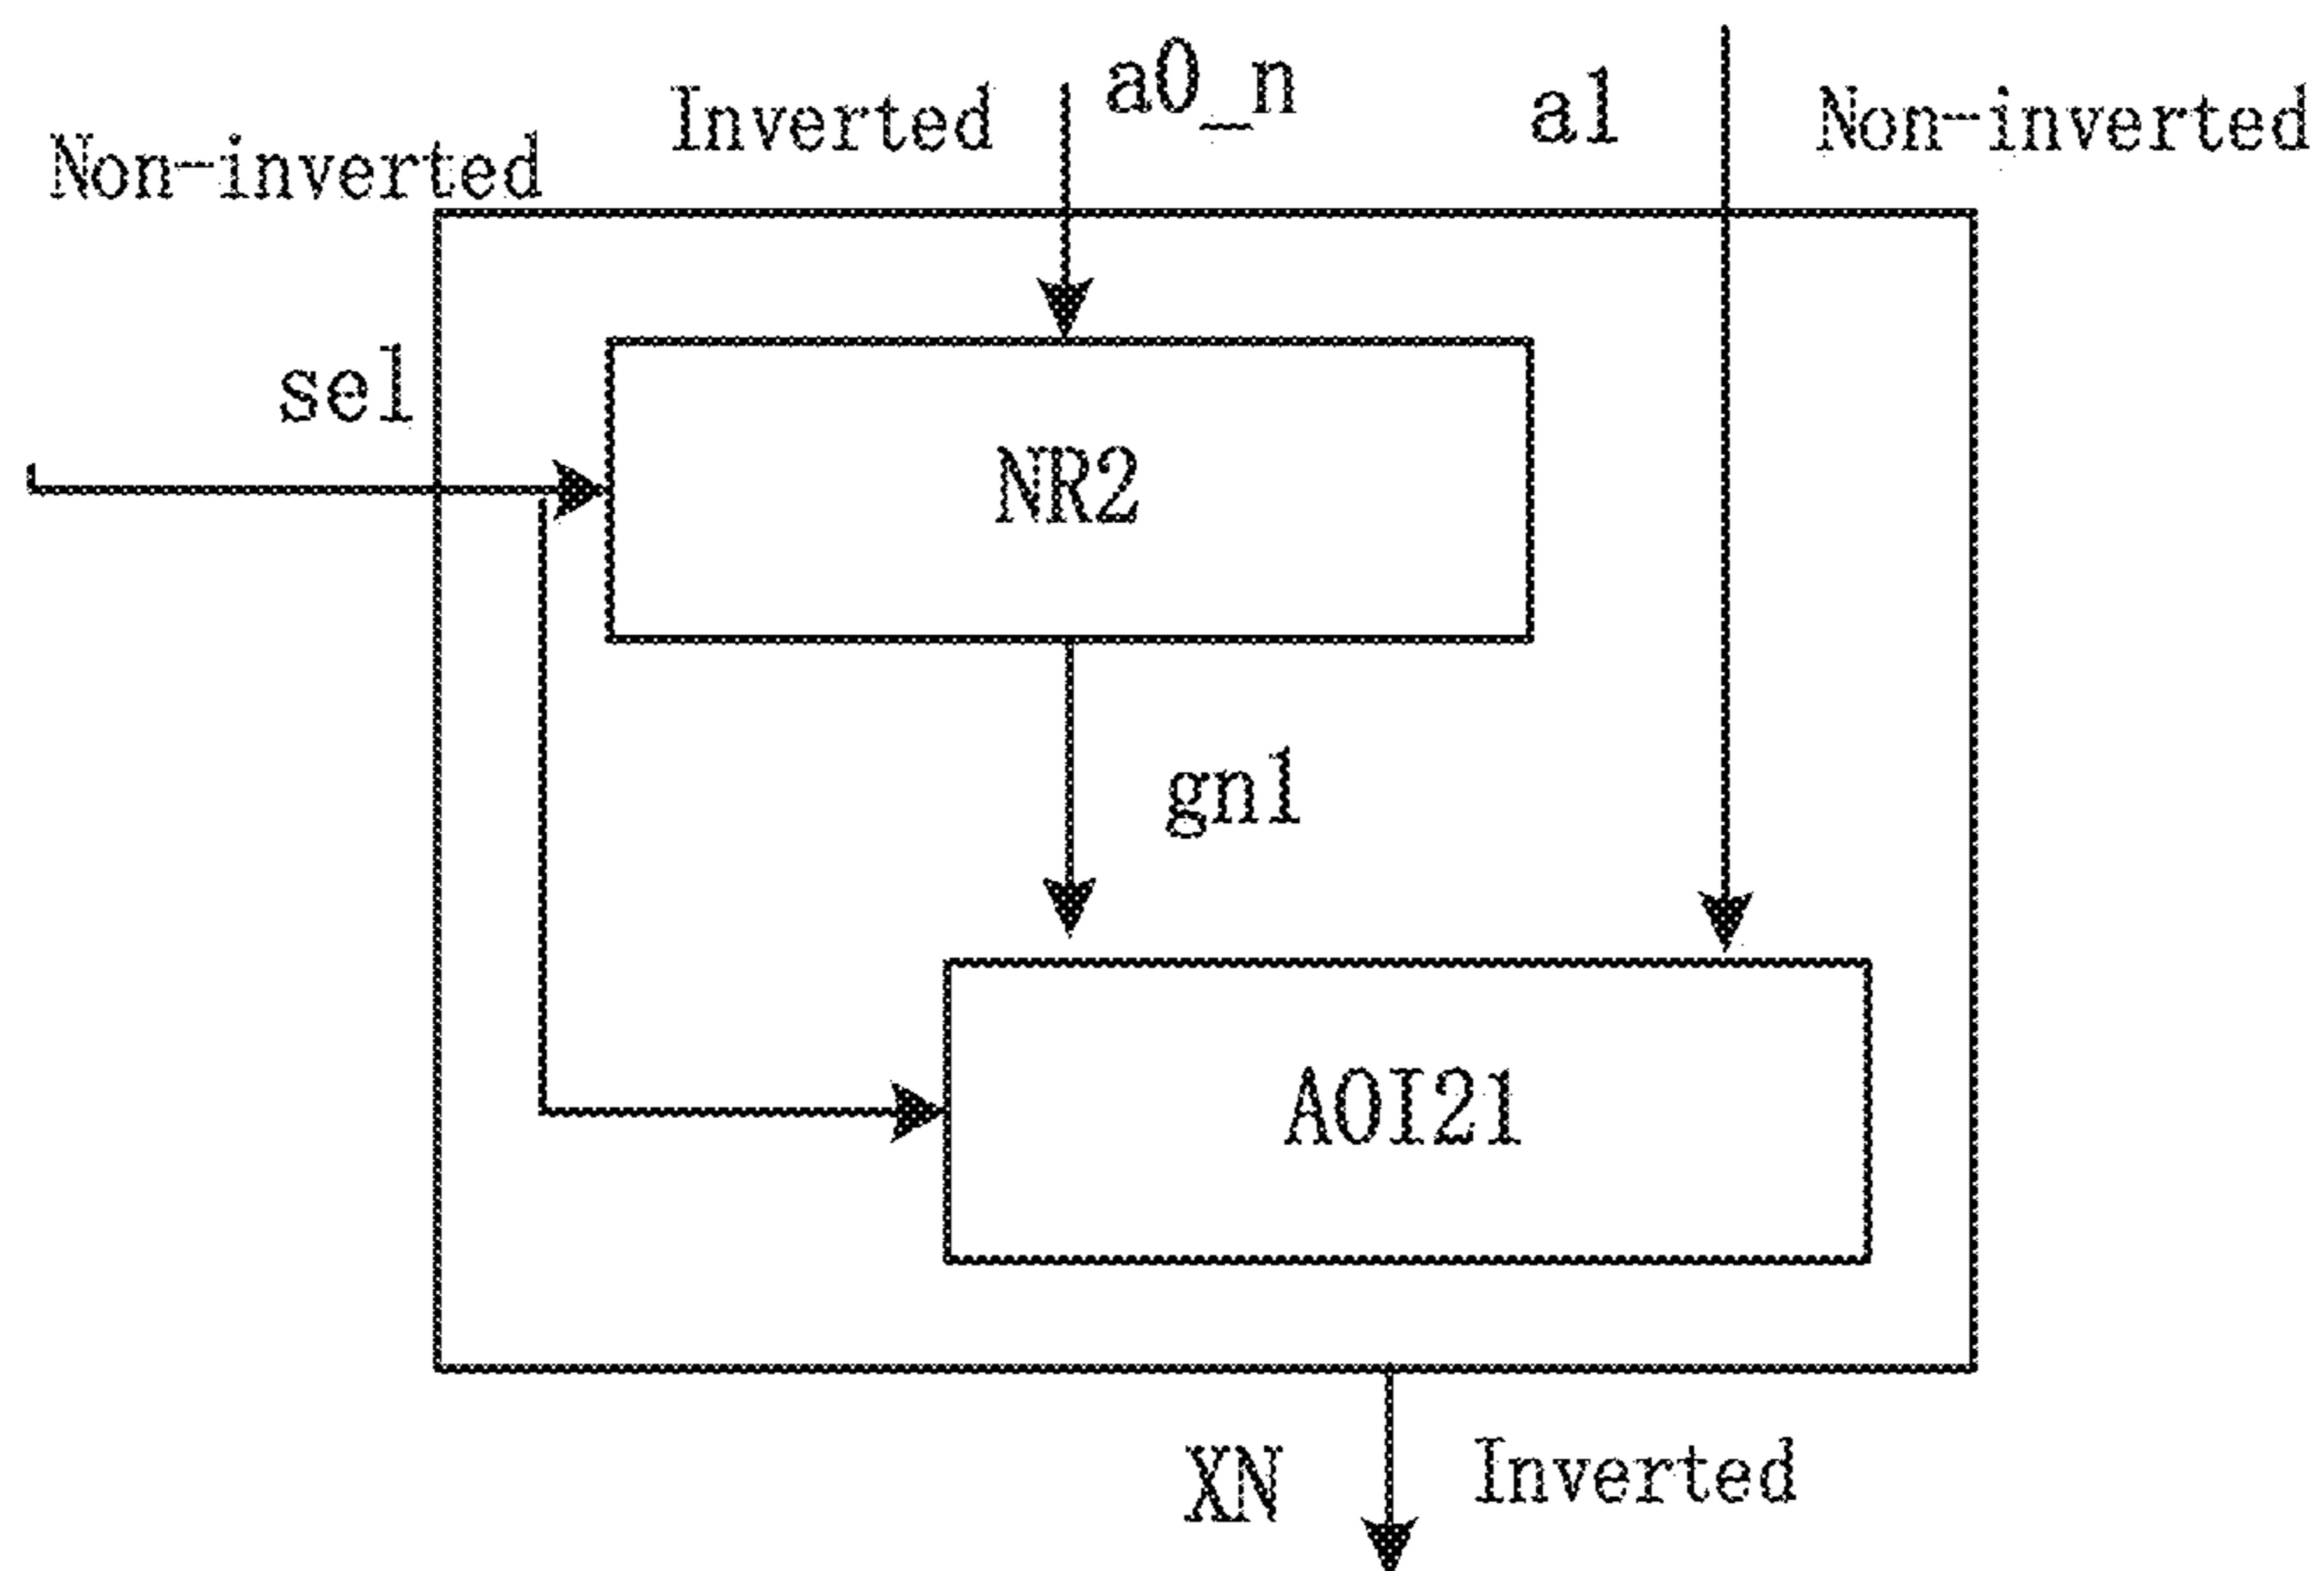 Non-inverted
Inverted
a0_n
a1
Non-inverted
sel
NR2
gn1
AOI21
XN
Inverted